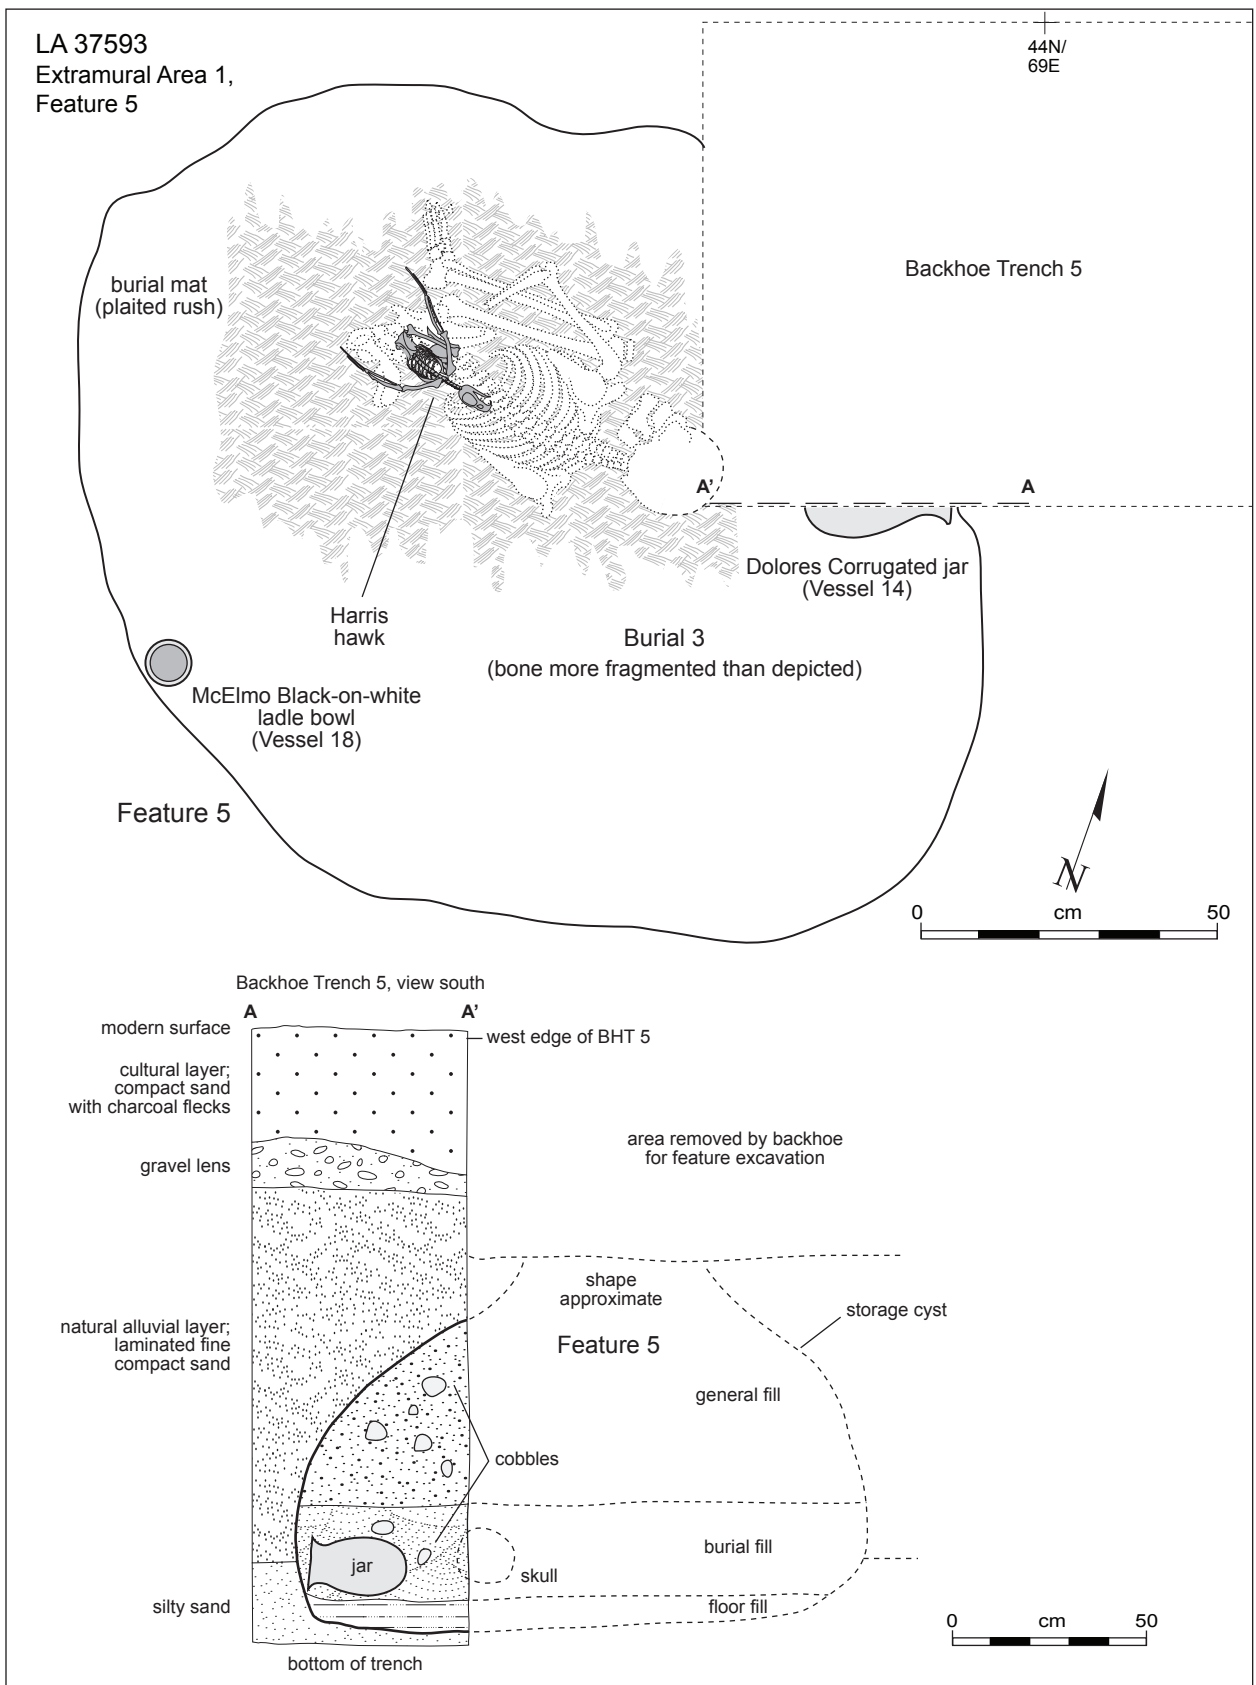 LA 37593
Extramural Area 1,
Feature 5
44N/
69E
Backhoe Trench 5
burial mat
(plaited rush)
A'
A
Dolores Corrugated jar
(Vessel 14)
Harris
hawk
Burial 3
(bone more fragmented than depicted)
McElmo Black-on-white
ladle bowl
(Vessel 18)
Feature 5
N
0 cm 50
Backhoe Trench 5, view south
A A'
modern surface
west edge of BHT 5
cultural layer;
compact sand
with charcoal flecks
area removed by backhoe
for feature excavation
gravel lens
shape
approximate
storage cyst
natural alluvial layer;
laminated fine
compact sand
Feature 5
general fill
cobbles
burial fill
jar
skull
silty sand
floor fill
0 cm 50
bottom of trench